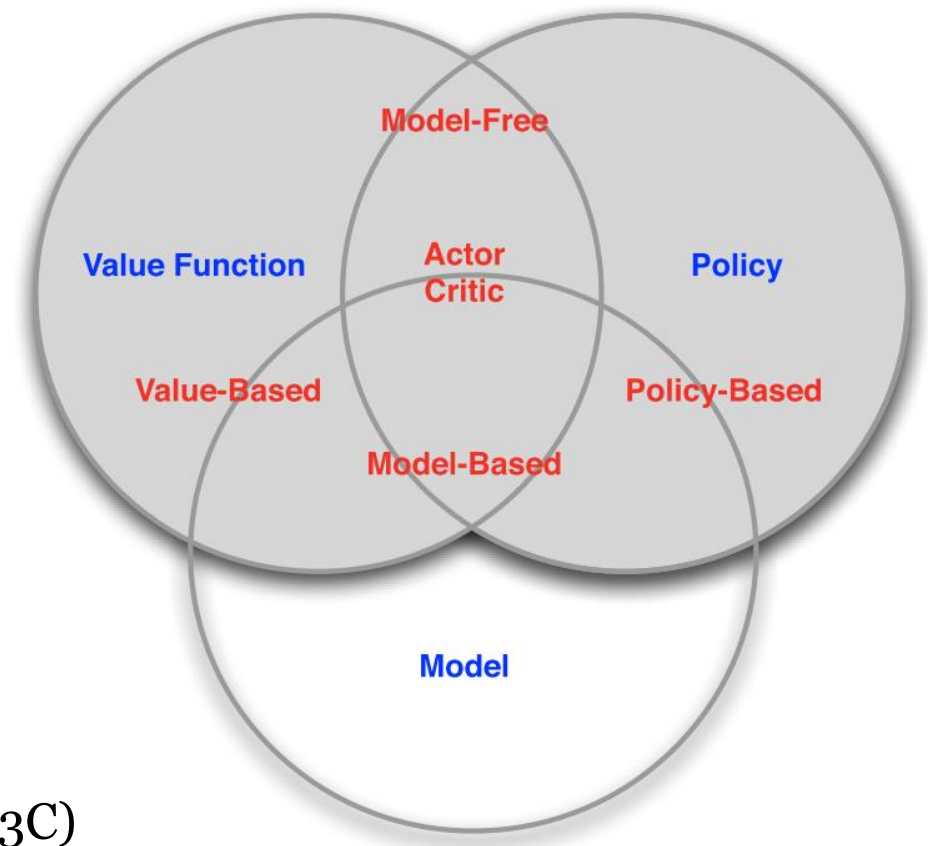 Model-Free
Actor
Critic
Value Function
Policy
Value-Based
Policy-Based
Model-Based
Model
3C)